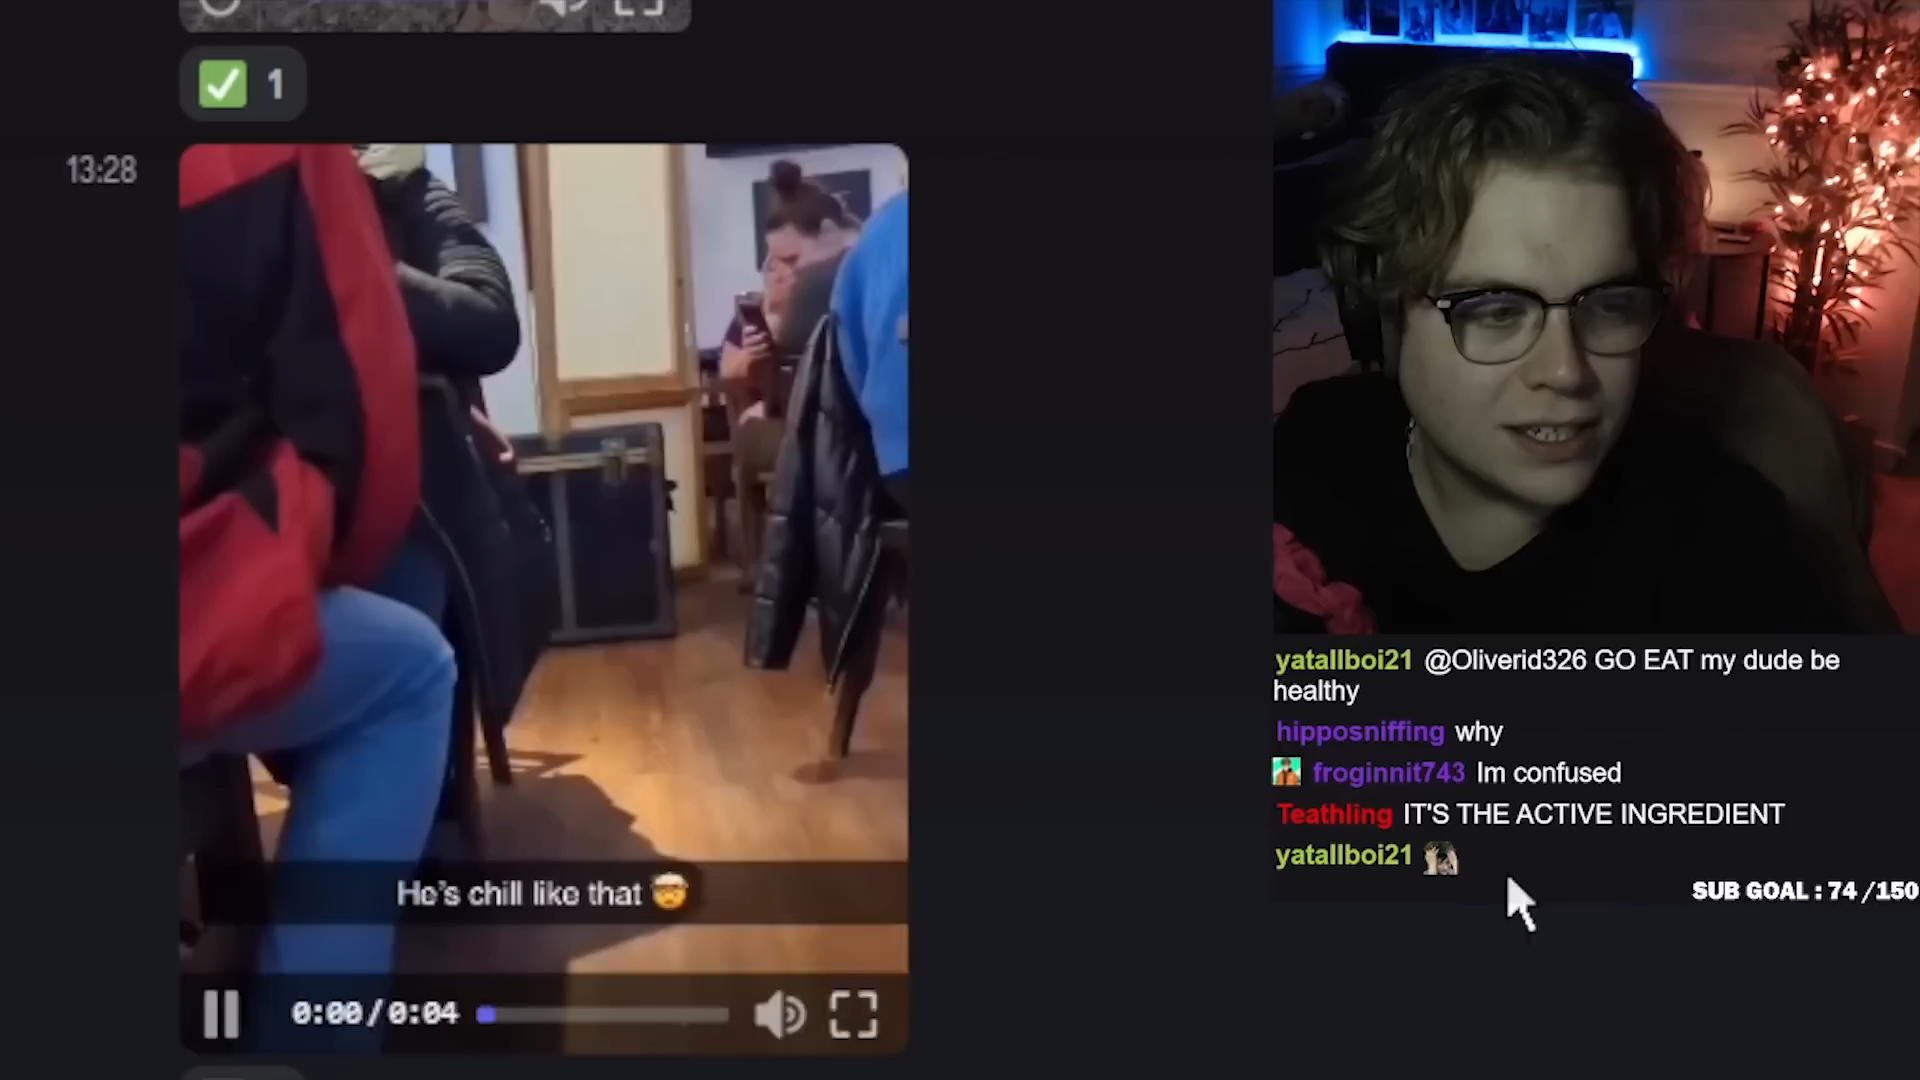 1
13:28
He's chill like that
0:00/0:04
yatallboi21 @Oliverid326 GO EAT my dude be
healthy
hipposniffing why
froginnit743 Im confused
Teathling IT'S THE ACTIVE INGREDIENT
yatallboi21
SUB GOAL : 74 /150